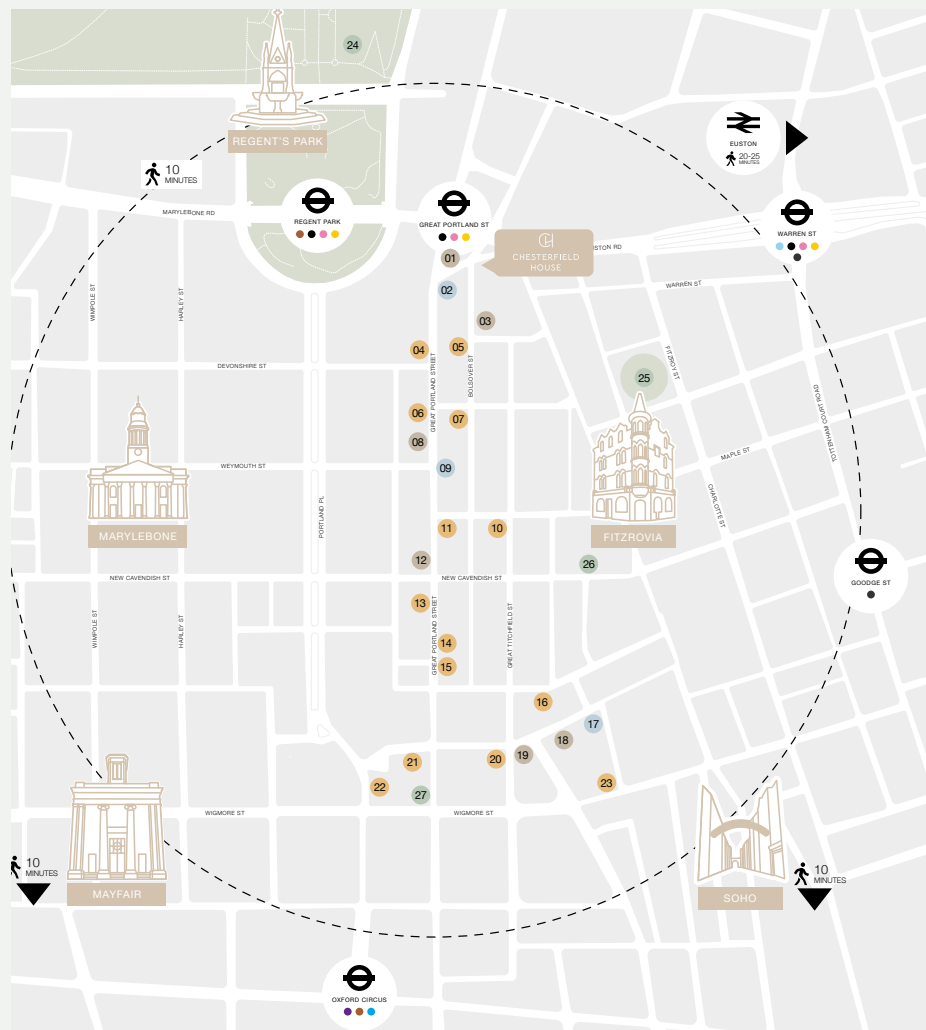 24
REGENT'S PARK
EUSTON
20-25
MINUTES
10
MINUTES
MARYLEBONE RD
REGENT PARK
GREAT PORTLAND ST
WARREN ST
01
CHESTERFIELD
HOUSE
USTON RD
02
WARREN ST
WIMPOLE ST
HARLEY ST
03
04
05
GREAT PORTLAND STREET
BOLSOVER ST
FITZROY ST
DEVONSHIRE ST
25
TOTTENHAM COURT ROAD
06
07
08
MAPLE ST
WEYMOUTH ST
09
CHARLOTTE ST
PORTLAND PL
11
10
MARYLEBONE
FITZROVIA
12
26
NEW CAVENDISH ST
NEW CAVENDISH ST
GOODGE ST
13
WIMPOLE ST
HARLEY ST
GREAT PORTLAND STREET
GREAT TITCHFIELD ST
14
15
16
17
18
19
20
21
22
23
27
WIGMORE ST
WIGMORE ST
10
MINUTES
MAYFAIR
SOHO
10
MINUTES
OXFORD CIRCUS